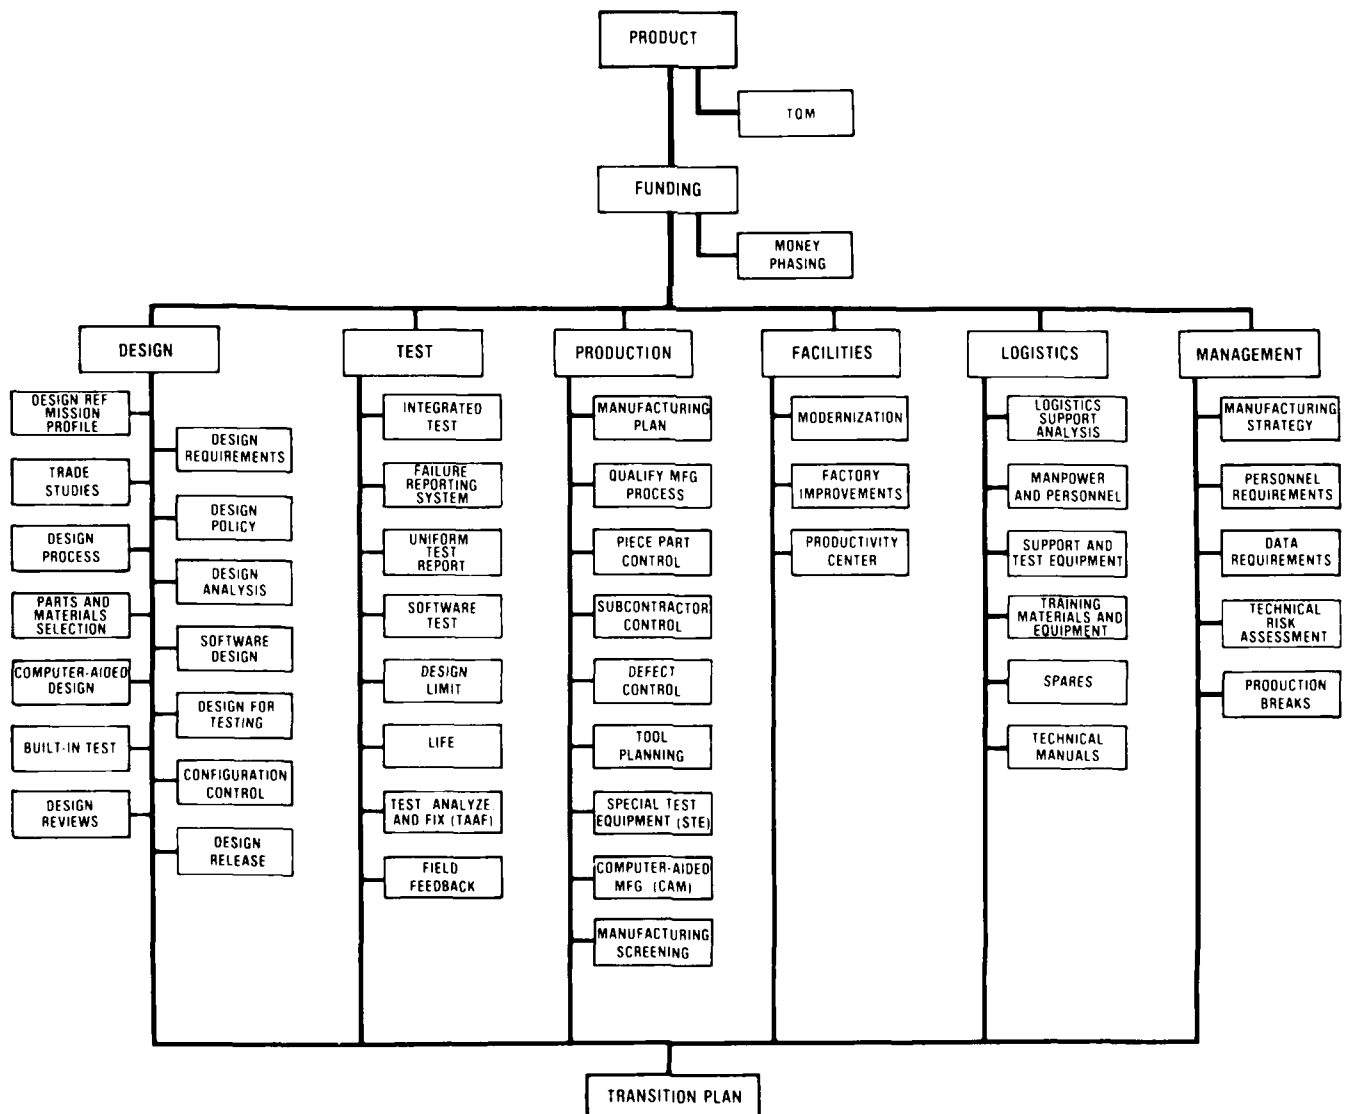 PRODUCT
TQM
FUNDING
MONEY
PHASING
DESIGN
TEST
PRODUCTION
FACILITIES
LOGISTICS
MANAGEMENT
DESIGN REF
MISSION
PROFILE
DESIGN
REQUIREMENTS
TRADE
STUDIES
DESIGN
POLICY
DESIGN
PROCESS
DESIGN
ANALYSIS
PARTS AND
MATERIALS
SELECTION
SOFTWARE
DESIGN
COMPUTER-AIDED
DESIGN
DESIGN FOR
TESTING
BUILT-IN TEST
CONFIGURATION
CONTROL
DESIGN
REVIEWS
DESIGN
RELEASE
INTEGRATED
TEST
FAILURE
REPORTING
SYSTEM
UNIFORM
TEST
REPORT
SOFTWARE
TEST
DESIGN
LIMIT
LIFE
TEST ANALYZE
AND FIX (TAAF)
FIELD
FEEDBACK
MANUFACTURING
PLAN
QUALIFY MFG
PROCESS
PIECE PART
CONTROL
SUBCONTRACTOR
CONTROL
DEFECT
CONTROL
TOOL
PLANNING
SPECIAL TEST
EQUIPMENT (STE)
COMPUTER-AIDED
MFG (CAM)
MANUFACTURING
SCREENING
MODERNIZATION
FACTORY
IMPROVEMENTS
PRODUCTIVITY
CENTER
LOGISTICS
SUPPORT
ANALYSIS
MANPOWER
AND PERSONNEL
SUPPORT AND
TEST EQUIPMENT
TRAINING
MATERIALS AND
EQUIPMENT
SPARES
TECHNICAL
MANUALS
MANUFACTURING
STRATEGY
PERSONNEL
REQUIREMENTS
DATA
REQUIREMENTS
TECHNICAL
RISK
ASSESSMENT
PRODUCTION
BREAKS
TRANSITION PLAN